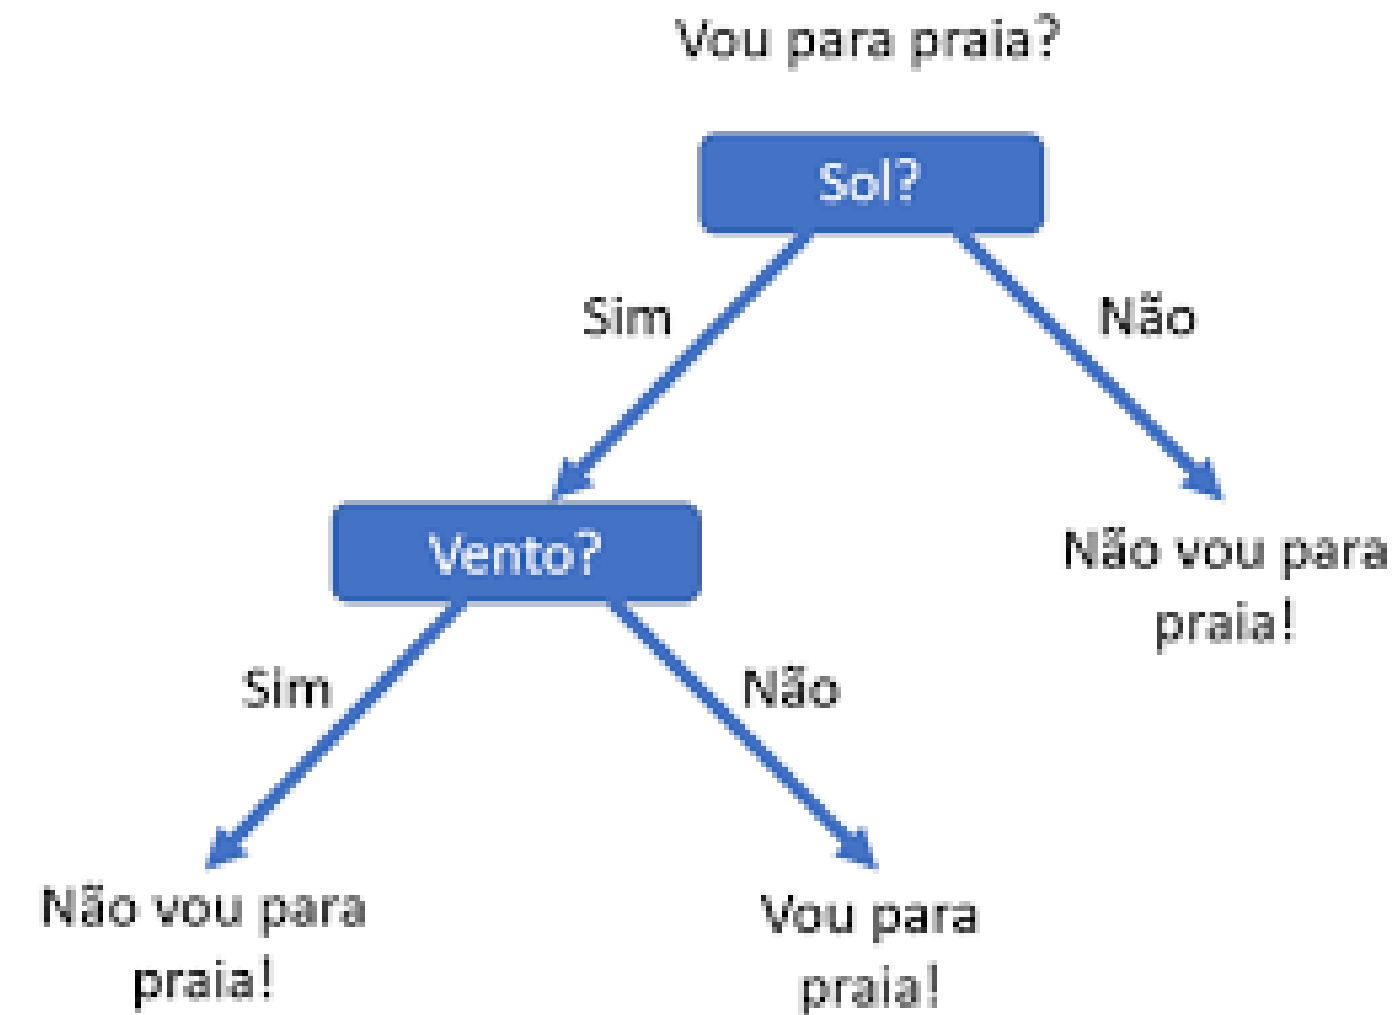 Vou para praia?
Sol?
Sim
Não
Vento?
Não vou para
praia!
Sim
Não
Não vou para
praia!
Vou para
praia!